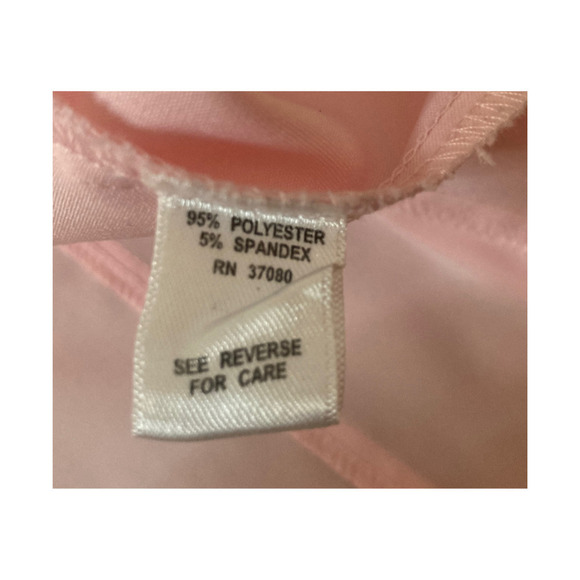 95% POLYESTER
5% SPANDEX
RN 37080
SEE REVERSE
FOR CARE